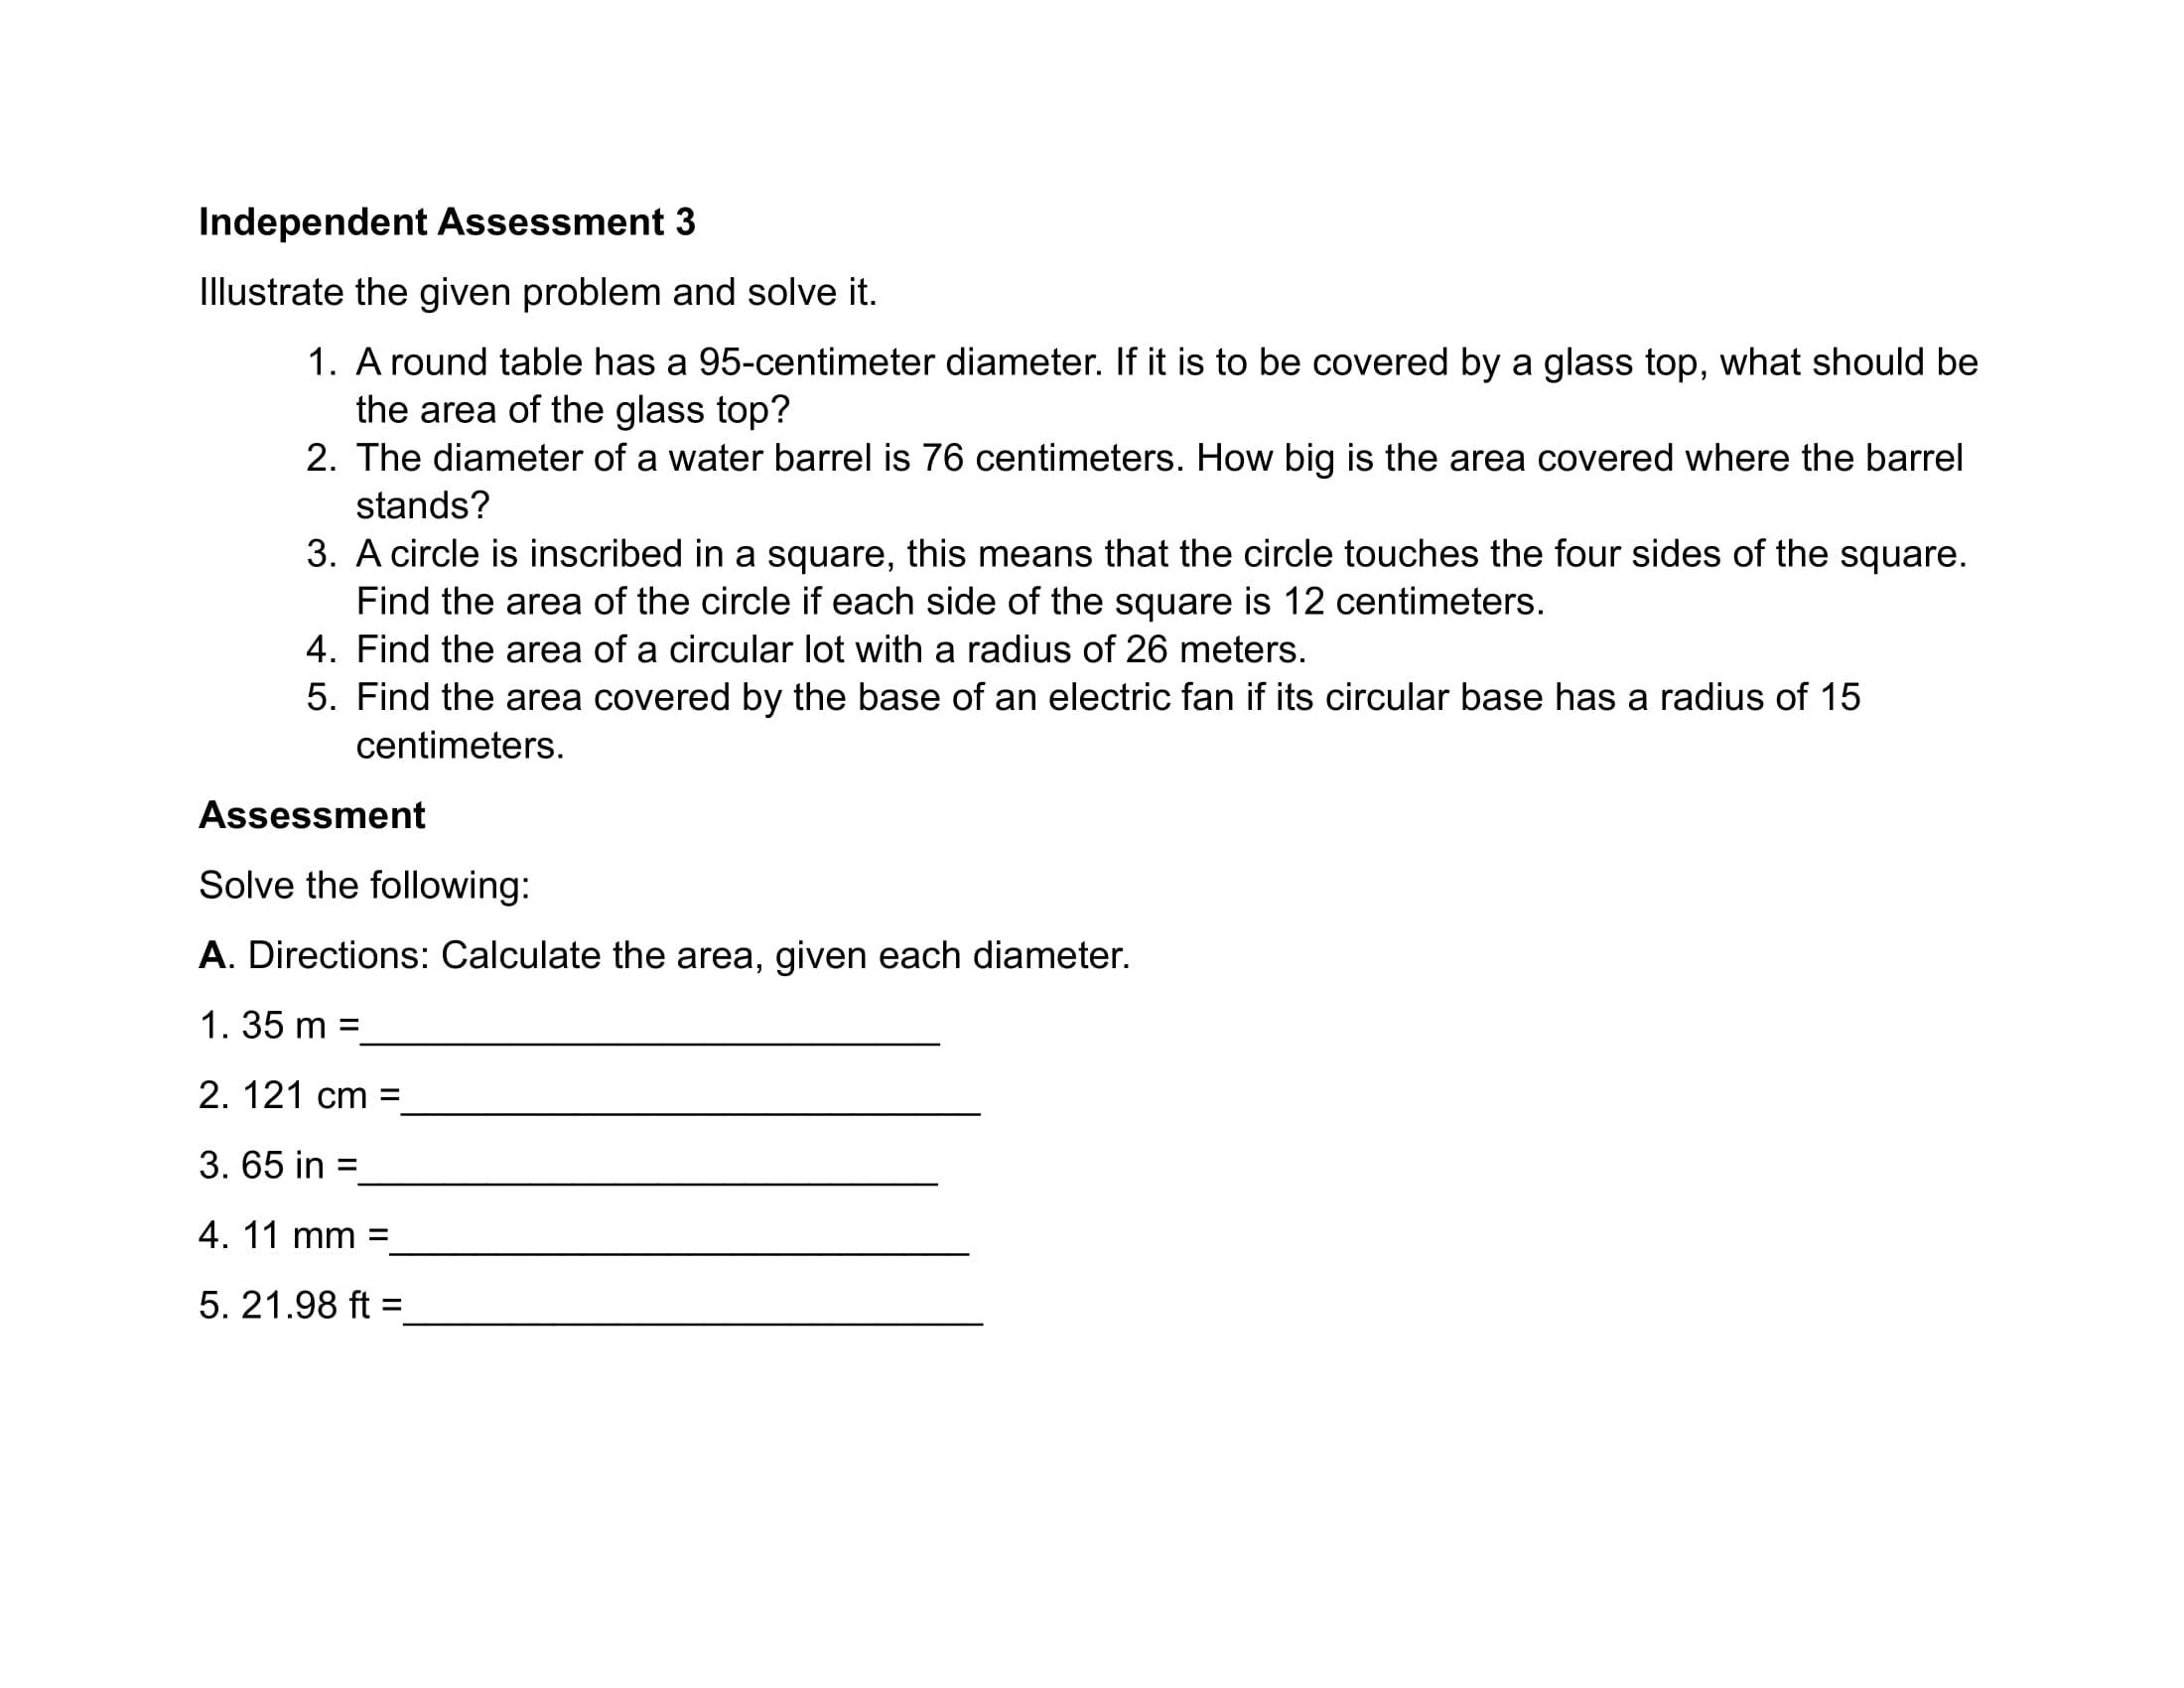 Independent Assessment 3
Illustrate the given problem and solve it.
1. A round table has a 95-centimeter diameter. If it is to be covered by a glass top, what should be
the area of the glass top?
2. The diameter of a water barrel is 76 centimeters. How big is the area covered where the barrel
stands?
3. A circle is inscribed in a square, this means that the circle touches the four sides of the square.
Find the area of the circle if each side of the square is 12 centimeters.
4. Find the area of a circular lot with a radius of 26 meters.
5. Find the area covered by the base of an electric fan if its circular base has a radius of 15
centimeters.
Assessment
Solve the following:
A. Directions: Calculate the area, given each diameter.
1. 35 m =___________________________
2. 121 cm =___________________________
3. 65 in =___________________________
4. 11 mm =___________________________
5. 21.98 ft =___________________________